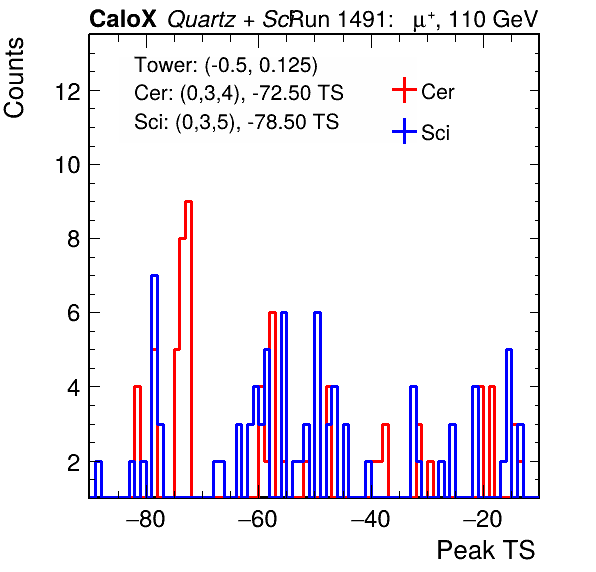 CaloX Quartz + Sci Run 1491: μ⁺, 110 GeV
Tower: (-0.5, 0.125)
Cer: (0,3,4), -72.50 TS
Sci: (0,3,5), -78.50 TS
Cer
Sci
Counts
12
10
8
6
4
2
−80 −60 −40 −20
Peak TS